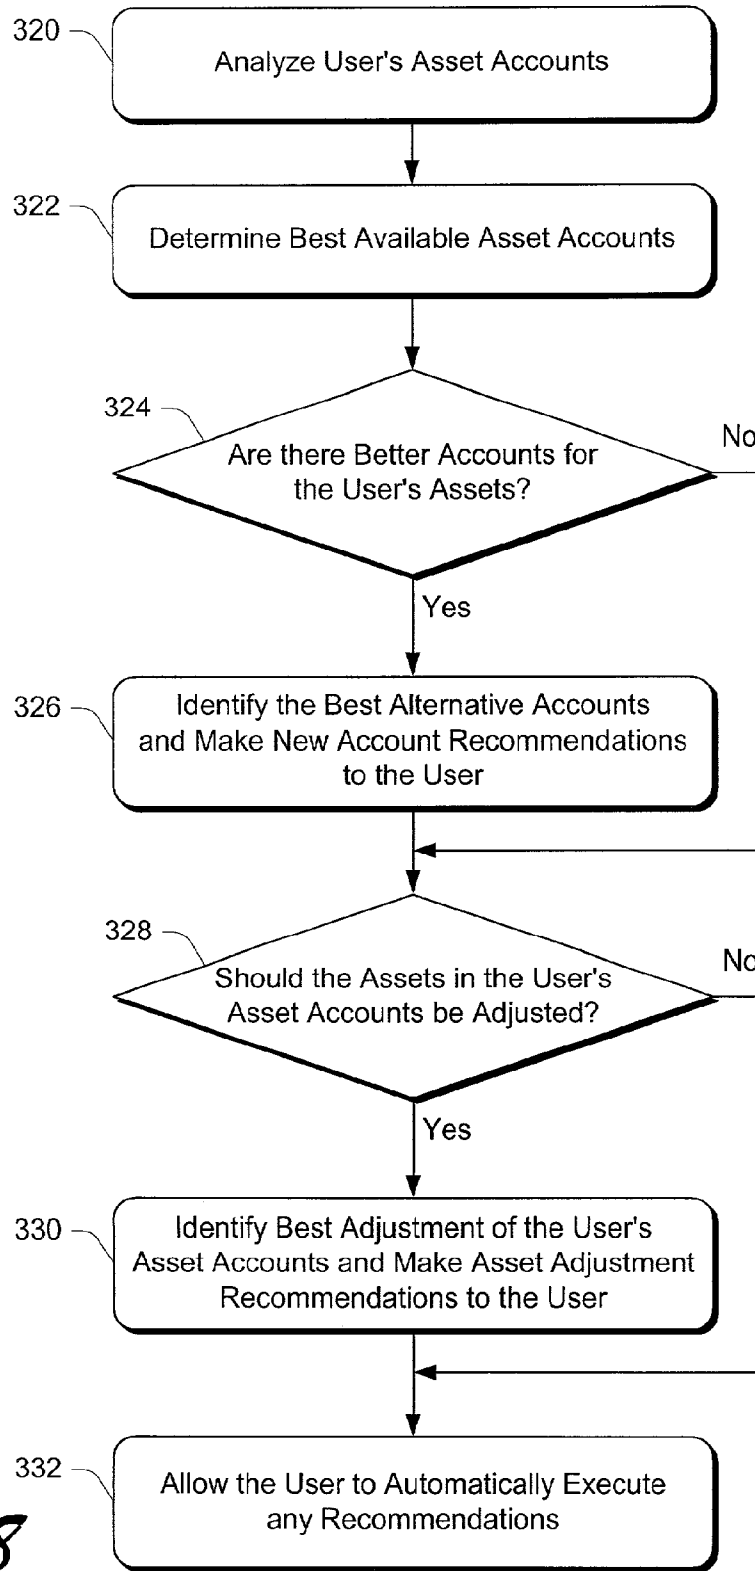 320
Analyze User's Asset Accounts
322
Determine Best Available Asset Accounts
324
Are there Better Accounts for
the User's Assets?
No
Yes
326
Identify the Best Alternative Accounts
and Make New Account Recommendations
to the User
328
Should the Assets in the User's
Asset Accounts be Adjusted?
No
Yes
330
Identify Best Adjustment of the User's
Asset Accounts and Make Asset Adjustment
Recommendations to the User
332
Allow the User to Automatically Execute
any Recommendations
8